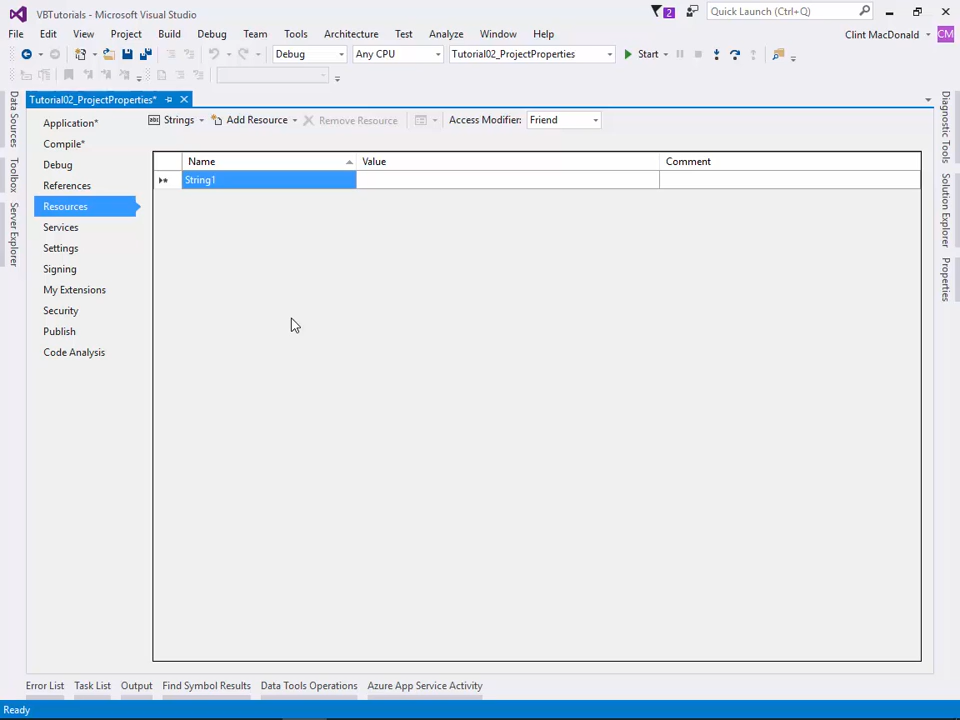 VBTutorials - Microsoft Visual Studio
2
Quick Launch (Ctrl+Q)
File Edit View Project Build Debug Team Tools Architecture Test Analyze Window Help
Clint MacDonald CM
Debug Any CPU Tutorial02_ProjectProperties Start
Tutorial02_ProjectProperties*
Data Sources
Toolbox
Server Explorer
Application*
Compile*
Debug
References
Resources
Services
Settings
Signing
My Extensions
Security
Publish
Code Analysis
Strings Add Resource Remove Resource Access Modifier: Friend
Name Value Comment
String1
Diagnostic Tools
Solution Explorer
Properties
Error List Task List Output Find Symbol Results Data Tools Operations Azure App Service Activity
Ready